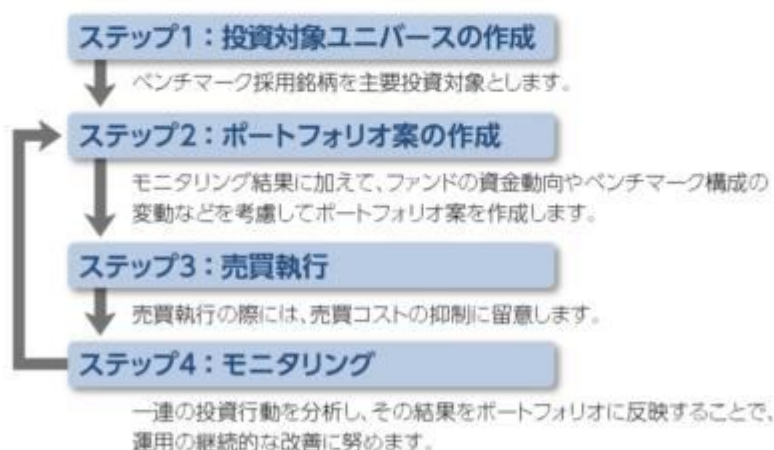 ステップ1：投資対象ユニバースの作成
ベンチマーク採用銘柄を主要投資対象とします。
ステップ2：ポートフォリオ案の作成
モニタリング結果に加えて、ファンドの資金動向やベンチマーク構成の
変動などを考慮してポートフォリオ案を作成します。
ステップ3：売買執行
売買執行の際には、売買コストの抑制に留意します。
ステップ4：モニタリング
一連の投資行動を分析し、その結果をポートフォリオに反映することで、
運用の継続的な改善に努めます。